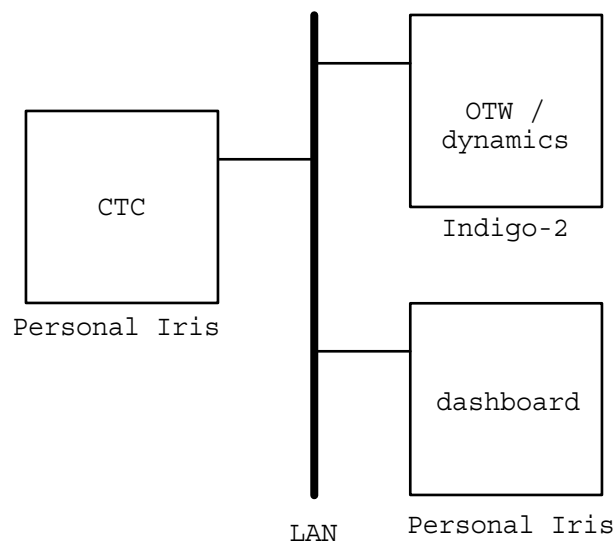 OTW /
dynamics
Indigo-2
CTC
Personal Iris
dashboard
LAN
Personal Iris